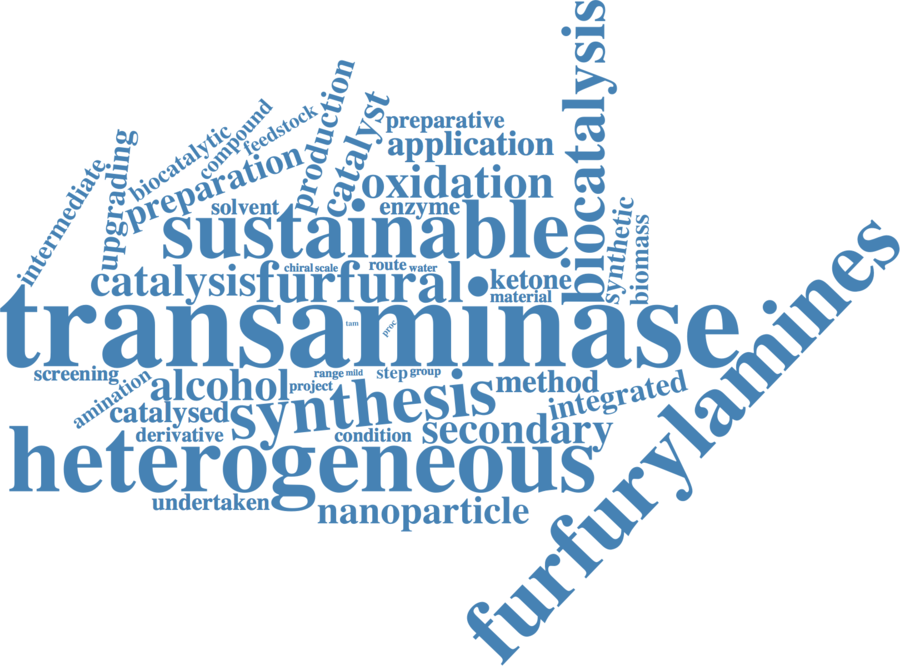 biocatalysis
production
catalyst
preparative
compound
feedstock
biocatalytic
application
upgrading
intermediate
preparation
oxidation
solvent
enzyme
sustainable
synthetic
biomass
catalysis
furfural
chiral
scale
route
water
ketone
material
transaminase
tam
proc
furfurylamines
screening
amination
alcohol
range
mild
project
step
group
method
integrated
catalysed
synthesis
derivative
condition
secondary
heterogeneous
undertaken
nanoparticle